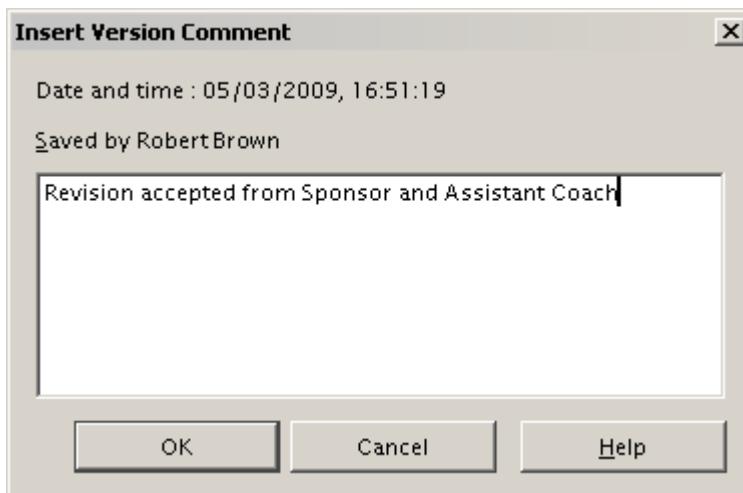 Insert Version Comment
Date and time : 05/03/2009, 16:51:19
Saved by Robert Brown
Revision accepted from Sponsor and Assistant Coach
OK Cancel Help